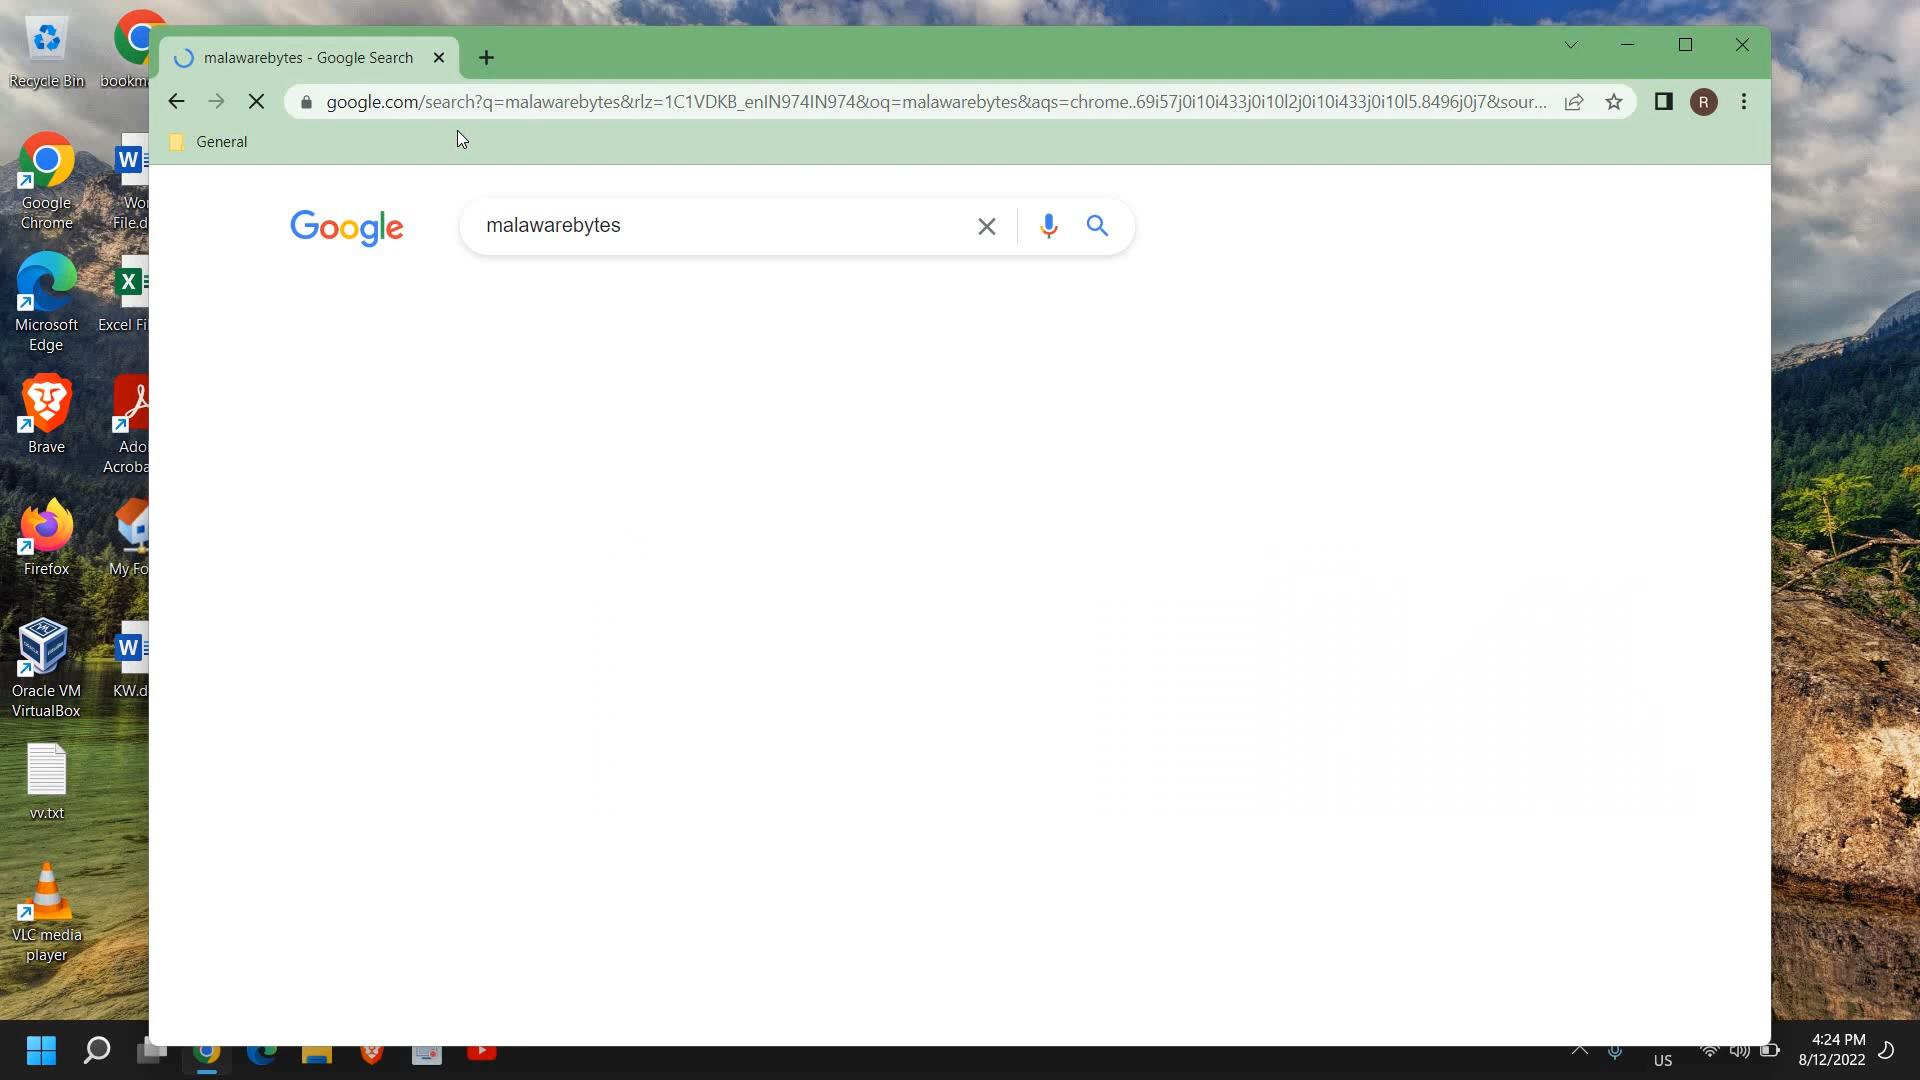 malawarebytes - Google Search
google.com/search?q=malawarebytes&rlz=1C1VDKB_enIN974IN974&oq=malawarebytes&aqs=chrome..69i57j0i10i433j0i10l2j0i10i433j0i10l5.8496j0j7&sour...
R
General
Google
malawarebytes
Recycle Bin
bookma
Google
Chrome
Wor
File.d
Microsoft
Edge
Excel Fi
Brave
Ado
Acroba
Firefox
My Fo
Oracle VM
VirtualBox
KW.d
vv.txt
VLC media
player
US
4:24 PM
8/12/2022